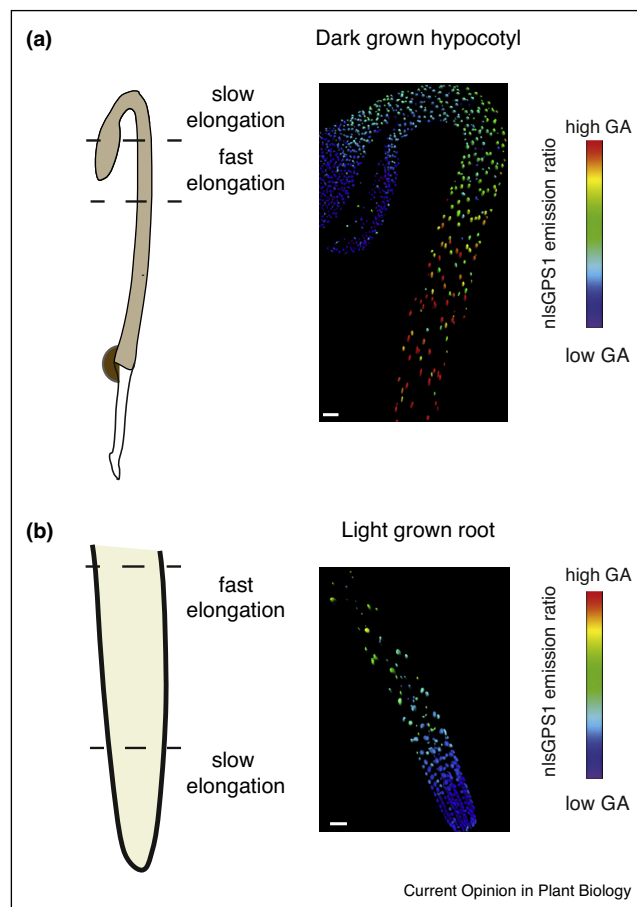 (a)
Dark grown hypocotyl
slow
elongation
fast
elongation
high GA
nlsGPS1 emission ratio
low GA
(b)
Light grown root
fast
elongation
slow
elongation
high GA
nlsGPS1 emission ratio
low GA
Current Opinion in Plant Biology